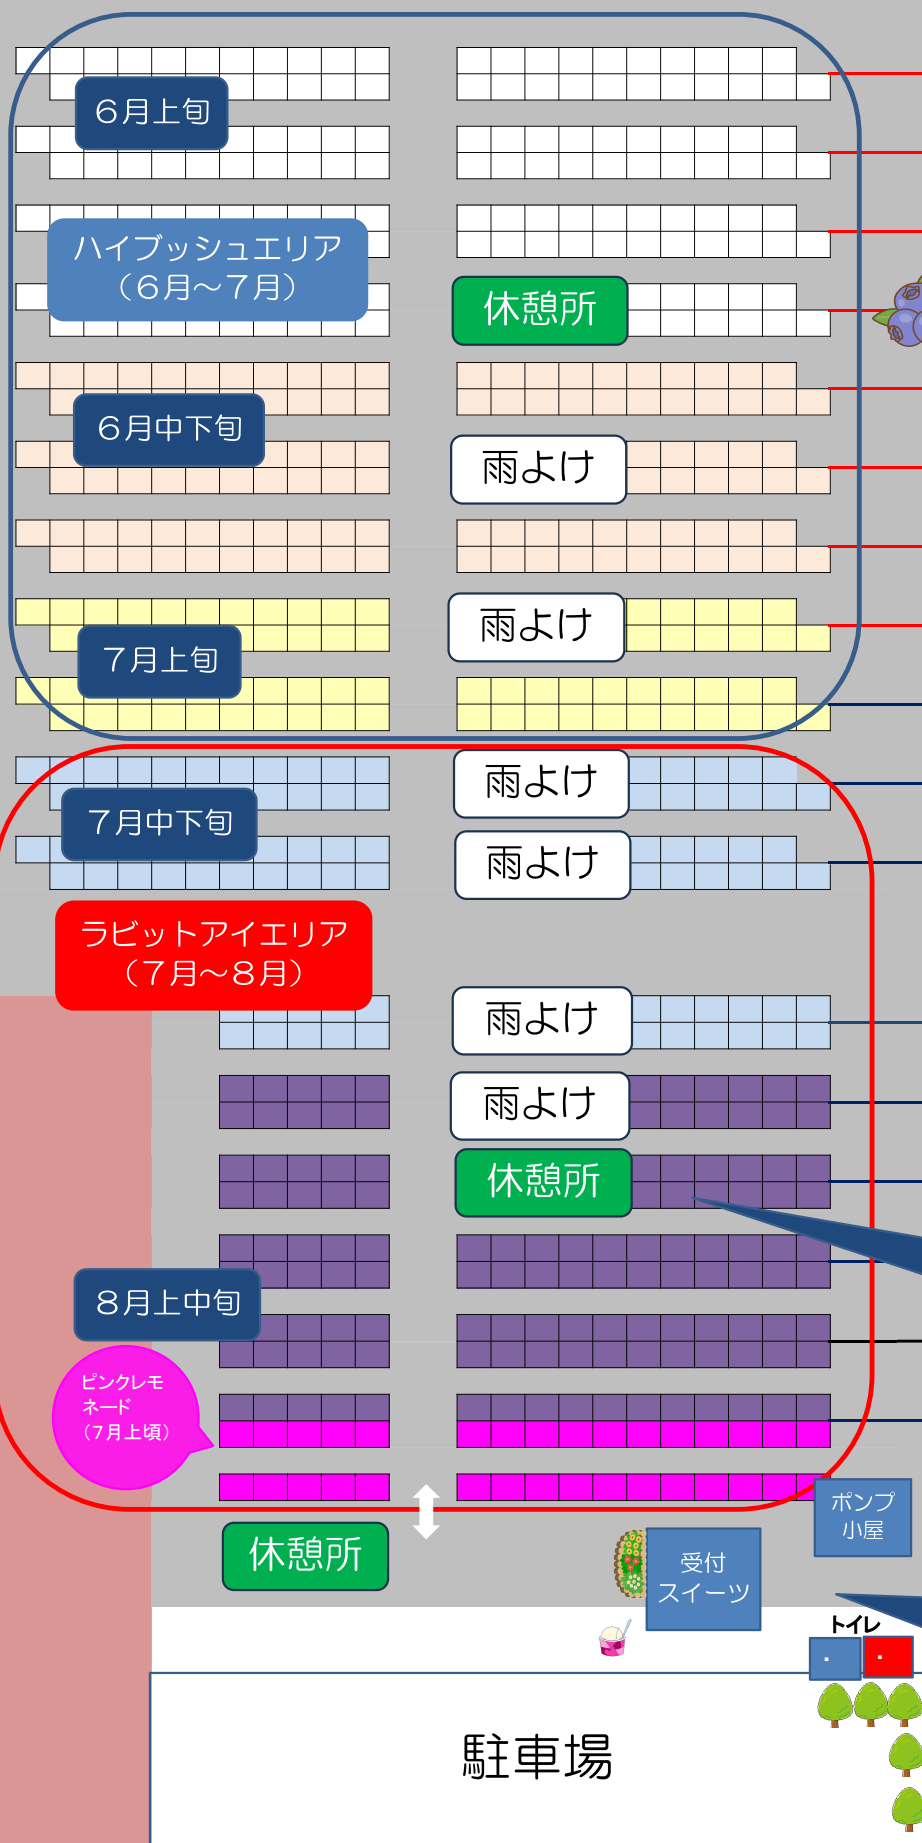 ６月上旬
ハイブッシュエリア
（６月～７月）
休憩所
６月中下旬
雨よけ
雨よけ
７月上旬
雨よけ
７月中下旬
雨よけ
ラビットアイエリア
（７月～８月）
雨よけ
雨よけ
休憩所
８月上中旬
ピンクレモ
ネード
（７月上頃）
ポンプ
小屋
休憩所
受付
スイーツ
トイレ
駐車場